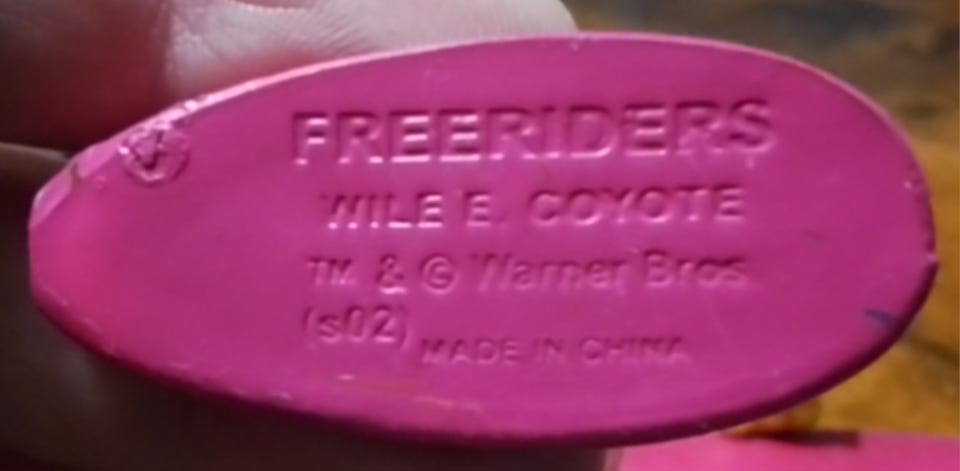 FREERIDERS
WILE E. COYOTE
™ & © Warner Bros
(s02)
MADE IN CHINA